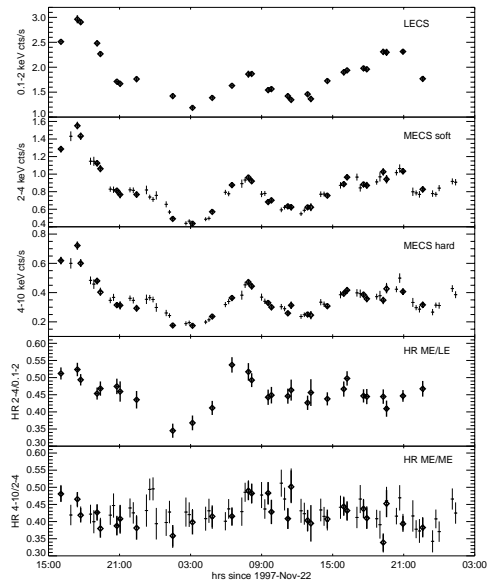 3.0
2.5
2.0
1.5
1.0
0.1-2 keV cts/s
LECS
1.6
1.4
1.2
1.0
0.8
0.6
0.4
2-4 keV cts/s
MECS soft
0.8
0.6
0.4
0.2
4-10 keV cts/s
MECS hard
0.60
0.55
0.50
0.45
0.40
0.35
0.30
HR 2-4/0.1-2
HR ME/LE
0.60
0.55
0.50
0.45
0.40
0.35
0.30
HR 4-10/2-4
HR ME/ME
15:00 21:00 03:00 09:00 15:00 21:00 03:00
hrs since 1997-Nov-22